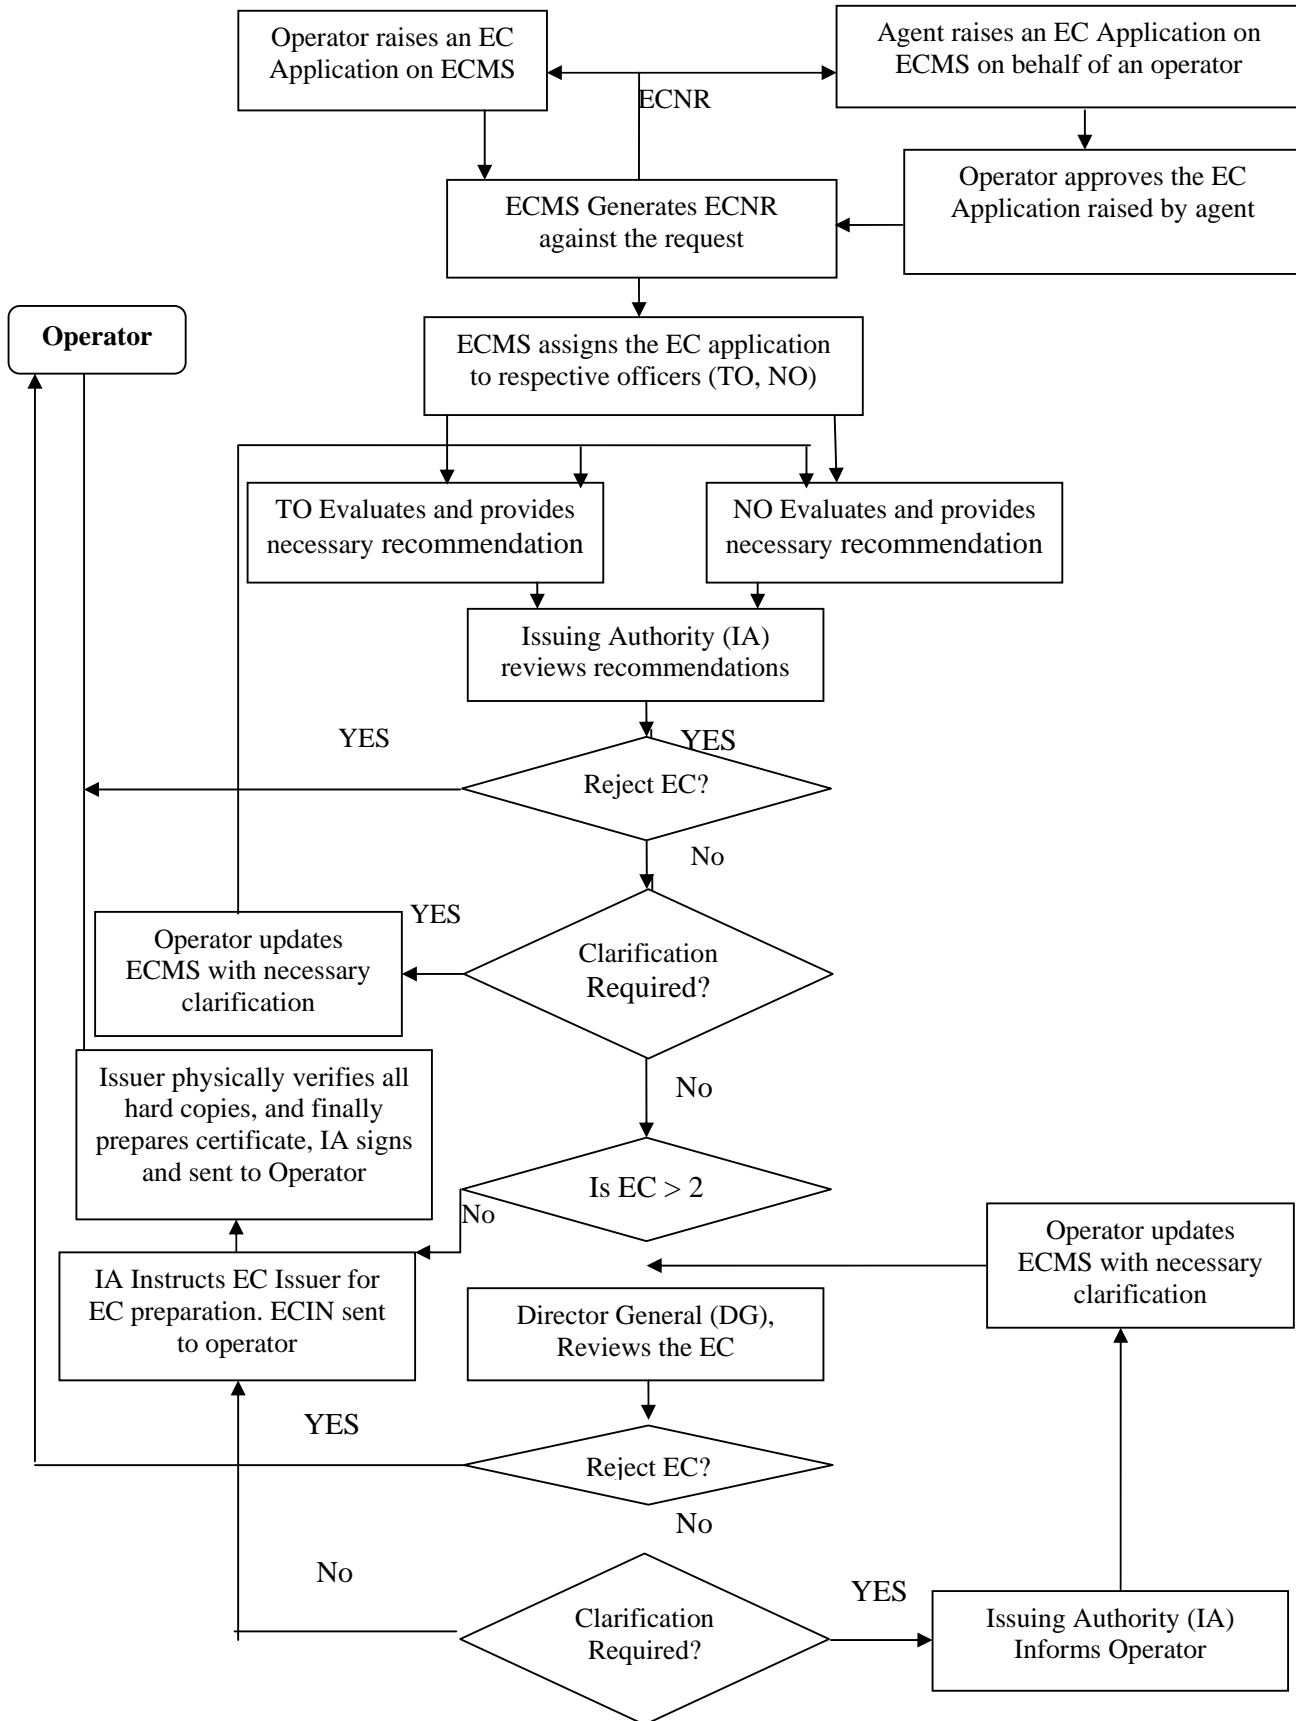 Operator raises an EC
Application on ECMS
Agent raises an EC Application on
ECMS on behalf of an operator
ECNR
Operator approves the EC
Application raised by agent
ECMS Generates ECNR
against the request
Operator
ECMS assigns the EC application
to respective officers (TO, NO)
TO Evaluates and provides
necessary recommendation
NO Evaluates and provides
necessary recommendation
Issuing Authority (IA)
reviews recommendations
YES
YES
Reject EC?
No
YES
Operator updates
ECMS with necessary
clarification
Clarification
Required?
Issuer physically verifies all
hard copies, and finally
prepares certificate, IA signs
and sent to Operator
No
Is EC > 2
No
Operator updates
ECMS with necessary
clarification
IA Instructs EC Issuer for
EC preparation. ECIN sent
to operator
Director General (DG),
Reviews the EC
YES
Reject EC?
No
No
YES
Clarification
Required?
Issuing Authority (IA)
Informs Operator